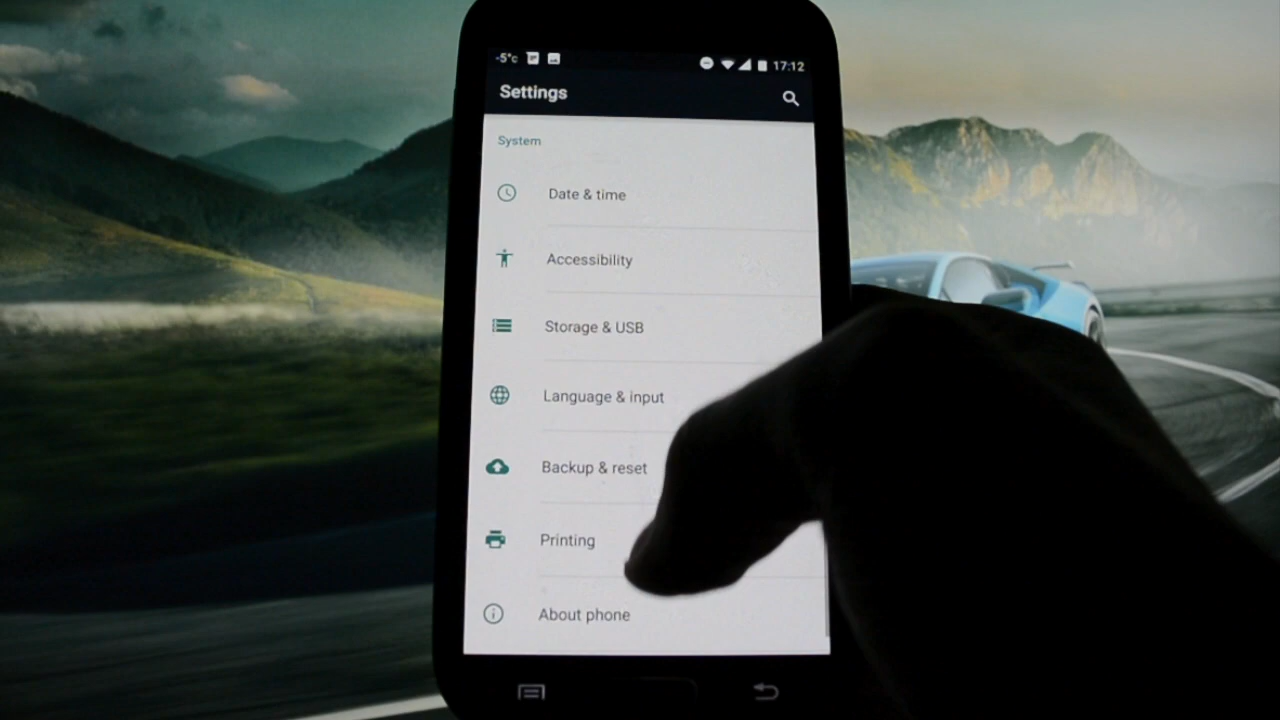 -5°c 17:12
Settings
System
Date & time
Accessibility
Storage & USB
Language & input
Backup & reset
Printing
About phone